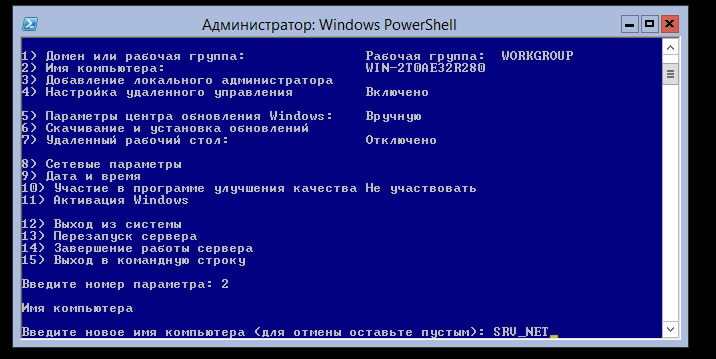 Администратор: Windows PowerShell
1) Домен или рабочая группа: Рабочая группа: WORKGROUP
2) Имя компьютера: WIN-2T0AE32R280
3) Добавление локального администратора
4) Настройка удаленного управления Включено
5) Параметры центра обновления Windows: Вручную
6) Скачивание и установка обновлений
7) Удаленный рабочий стол: Отключено
8) Сетевые параметры
9) Дата и время
10) Участие в программе улучшения качества Не участвовать
11) Активация Windows
12) Выход из системы
13) Перезапуск сервера
14) Завершение работы сервера
15) Выход в командную строку
Введите номер параметра: 2
Имя компьютера
Введите новое имя компьютера (для отмены оставьте пустым): SRV_NET_